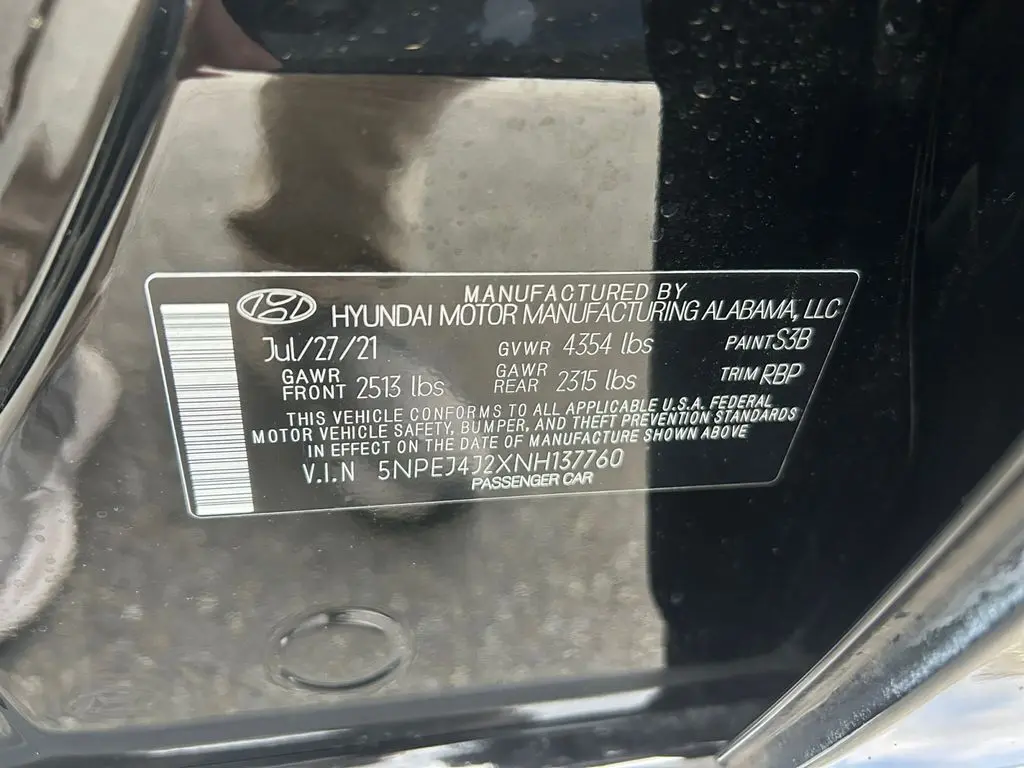 MANUFACTURED BY
HYUNDAI MOTOR MANUFACTURING ALABAMA, LLC
Jul/27/21 GVWR 4354 lbs PAINT S3B
GAWR FRONT 2513 lbs GAWR REAR 2315 lbs TRIM RBP
THIS VEHICLE CONFORMS TO ALL APPLICABLE U.S.A. FEDERAL
MOTOR VEHICLE SAFETY, BUMPER, AND THEFT PREVENTION STANDARDS
IN EFFECT ON THE DATE OF MANUFACTURE SHOWN ABOVE
V.I.N 5NPEJ4J2XNH137760
PASSENGER CAR